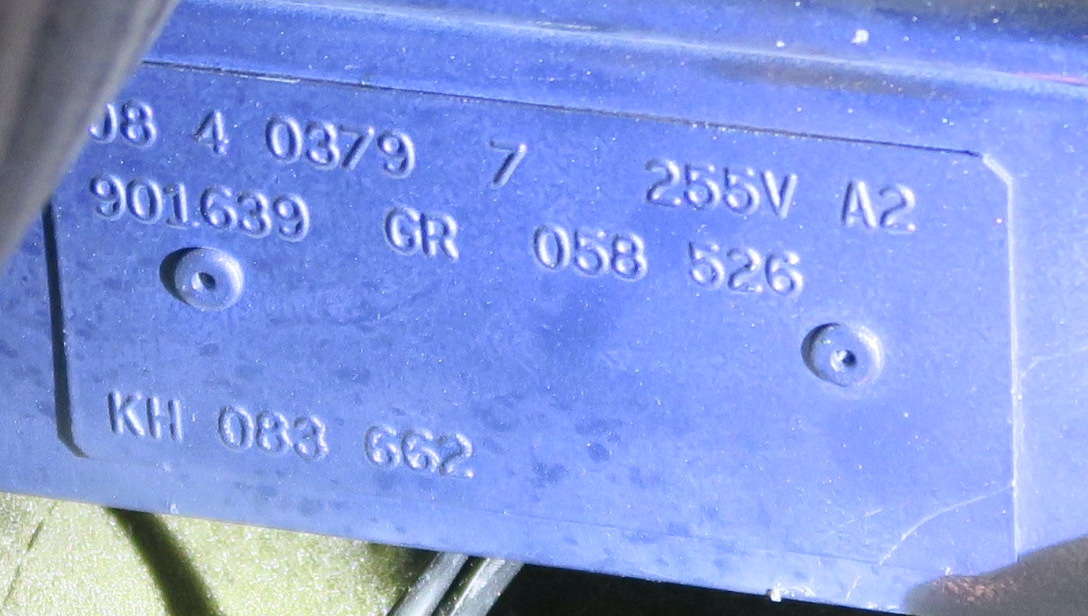 08 4 0379 7 255V A2
901639 GR 058 526
KH 083 662